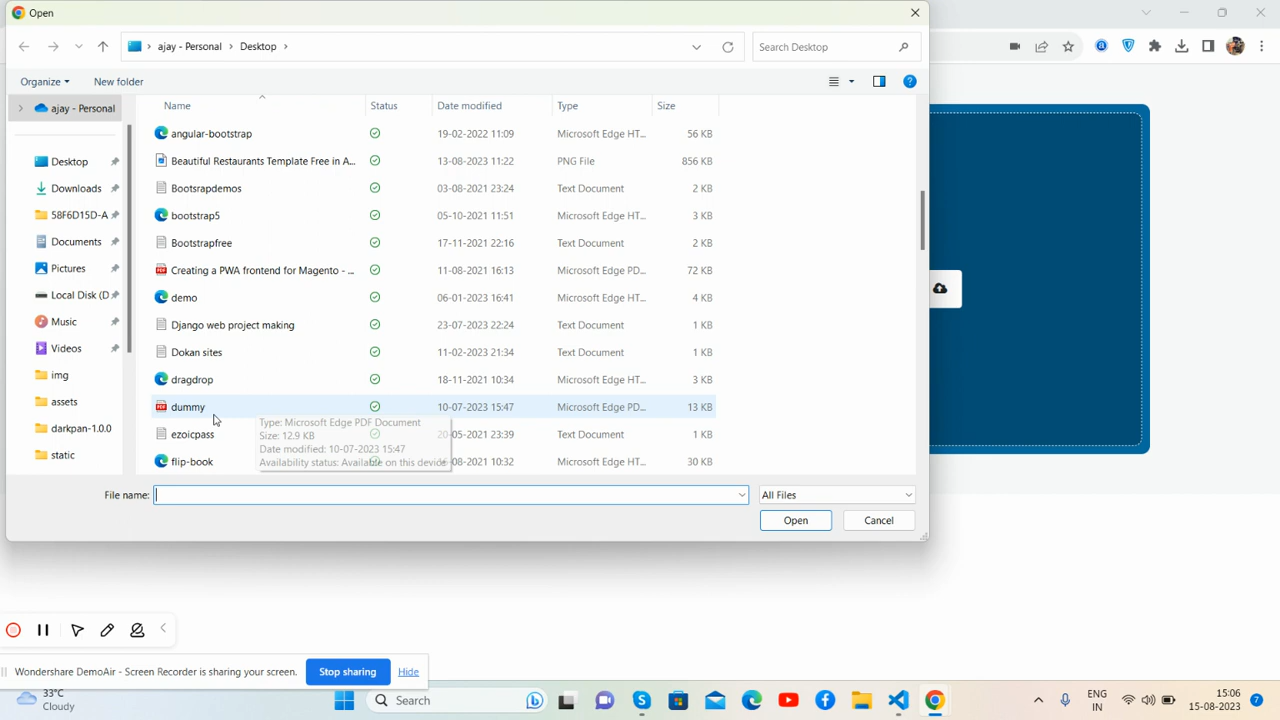 Open
ajay - Personal > Desktop >
Search Desktop
Organize
New folder
ajay - Personal
Desktop
Downloads
58F6D15D-A
Documents
Pictures
Local Disk (D
Music
Videos
img
assets
darkpan-1.0.0
static
Name Status Date modified Type Size
angular-bootstrap 19-02-2022 11:09 Microsoft Edge HT... 56 KB
Beautiful Restaurants Template Free in A... 13-08-2023 11:22 PNG File 856 KB
Bootsrapdemos 03-08-2021 23:24 Text Document 2 KB
bootstrap5 05-10-2021 11:51 Microsoft Edge HT... 3 KB
Bootstrapfree 17-11-2021 22:16 Text Document 2 KB
Creating a PWA frontend for Magento - ... 11-08-2021 16:13 Microsoft Edge PD... 72 KB
demo 06-01-2023 16:41 Microsoft Edge HT... 4 KB
Django web project making 23-07-2023 22:24 Text Document 1 KB
Dokan sites 11-02-2023 21:34 Text Document 1 KB
dragdrop 18-11-2021 10:34 Microsoft Edge HT... 3 KB
dummy 10-07-2023 15:47 Microsoft Edge PD... 13 KB
ezoicpass 20-05-2021 23:39 Text Document 1 KB
flip-book -08-2021 10:32 Microsoft Edge HT... 30 KB
Type: Microsoft Edge PDF Document
Size: 12.9 KB
Date modified: 10-07-2023 15:47
Availability status: Available on this device
File name:
All Files
Open
Cancel
Wondershare DemoAir - Screen Recorder is sharing your screen.
Stop sharing
Hide
33°C
Cloudy
Search
ENG
IN
15:06
15-08-2023
7